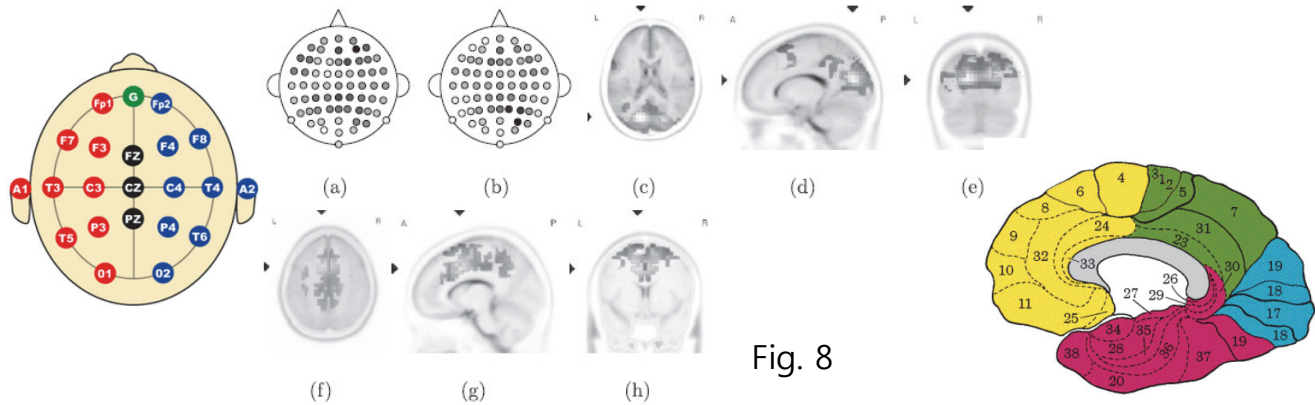 G
Fp1 Fp2
F7 F3 FZ F4 F8
A1 T3 C3 CZ C4 T4 A2
T5 P3 PZ P4 T6
01 02
(a)
(b)
L R
(c)
A P
(d)
L R
(e)
L R
(f)
A P
(g)
L R
(h)
Fig. 8
4
3 1 2
5
6
8
7
24
9
31
32
23
10
33
30
19
26
11
18
27
29
25
17
34
35
18
28
36
19
38
37
20